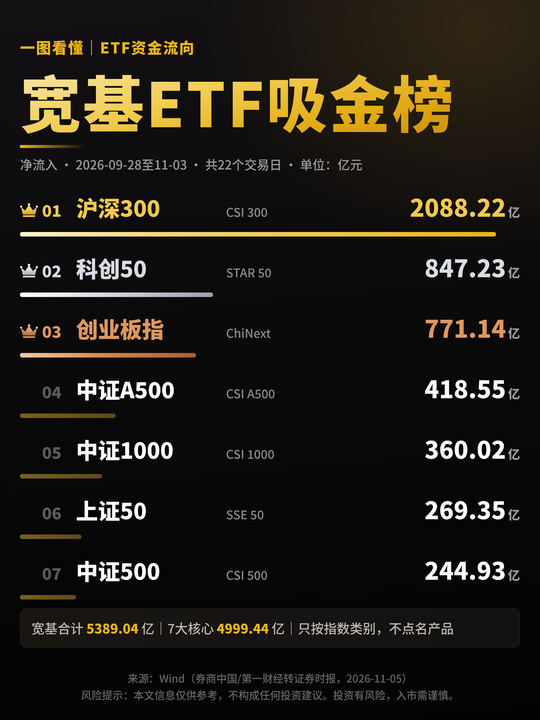 一图看懂｜ETF资金流向
宽基ETF吸金榜
净流入 • 2026-09-28至11-03 • 共22个交易日 • 单位：亿元
01 沪深300 CSI 300 2088.22亿
02 科创50 STAR 50 847.23亿
03 创业板指 ChiNext 771.14亿
04 中证A500 CSI A500 418.55亿
05 中证1000 CSI 1000 360.02亿
06 上证50 SSE 50 269.35亿
07 中证500 CSI 500 244.93亿
宽基合计 5389.04 亿｜7大核心 4999.44 亿｜只按指数类别，不点名产品
来源：Wind（券商中国/第一财经转证券时报，2026-11-05）
风险提示：本文信息仅供参考，不构成任何投资建议。投资有风险，入市需谨慎。